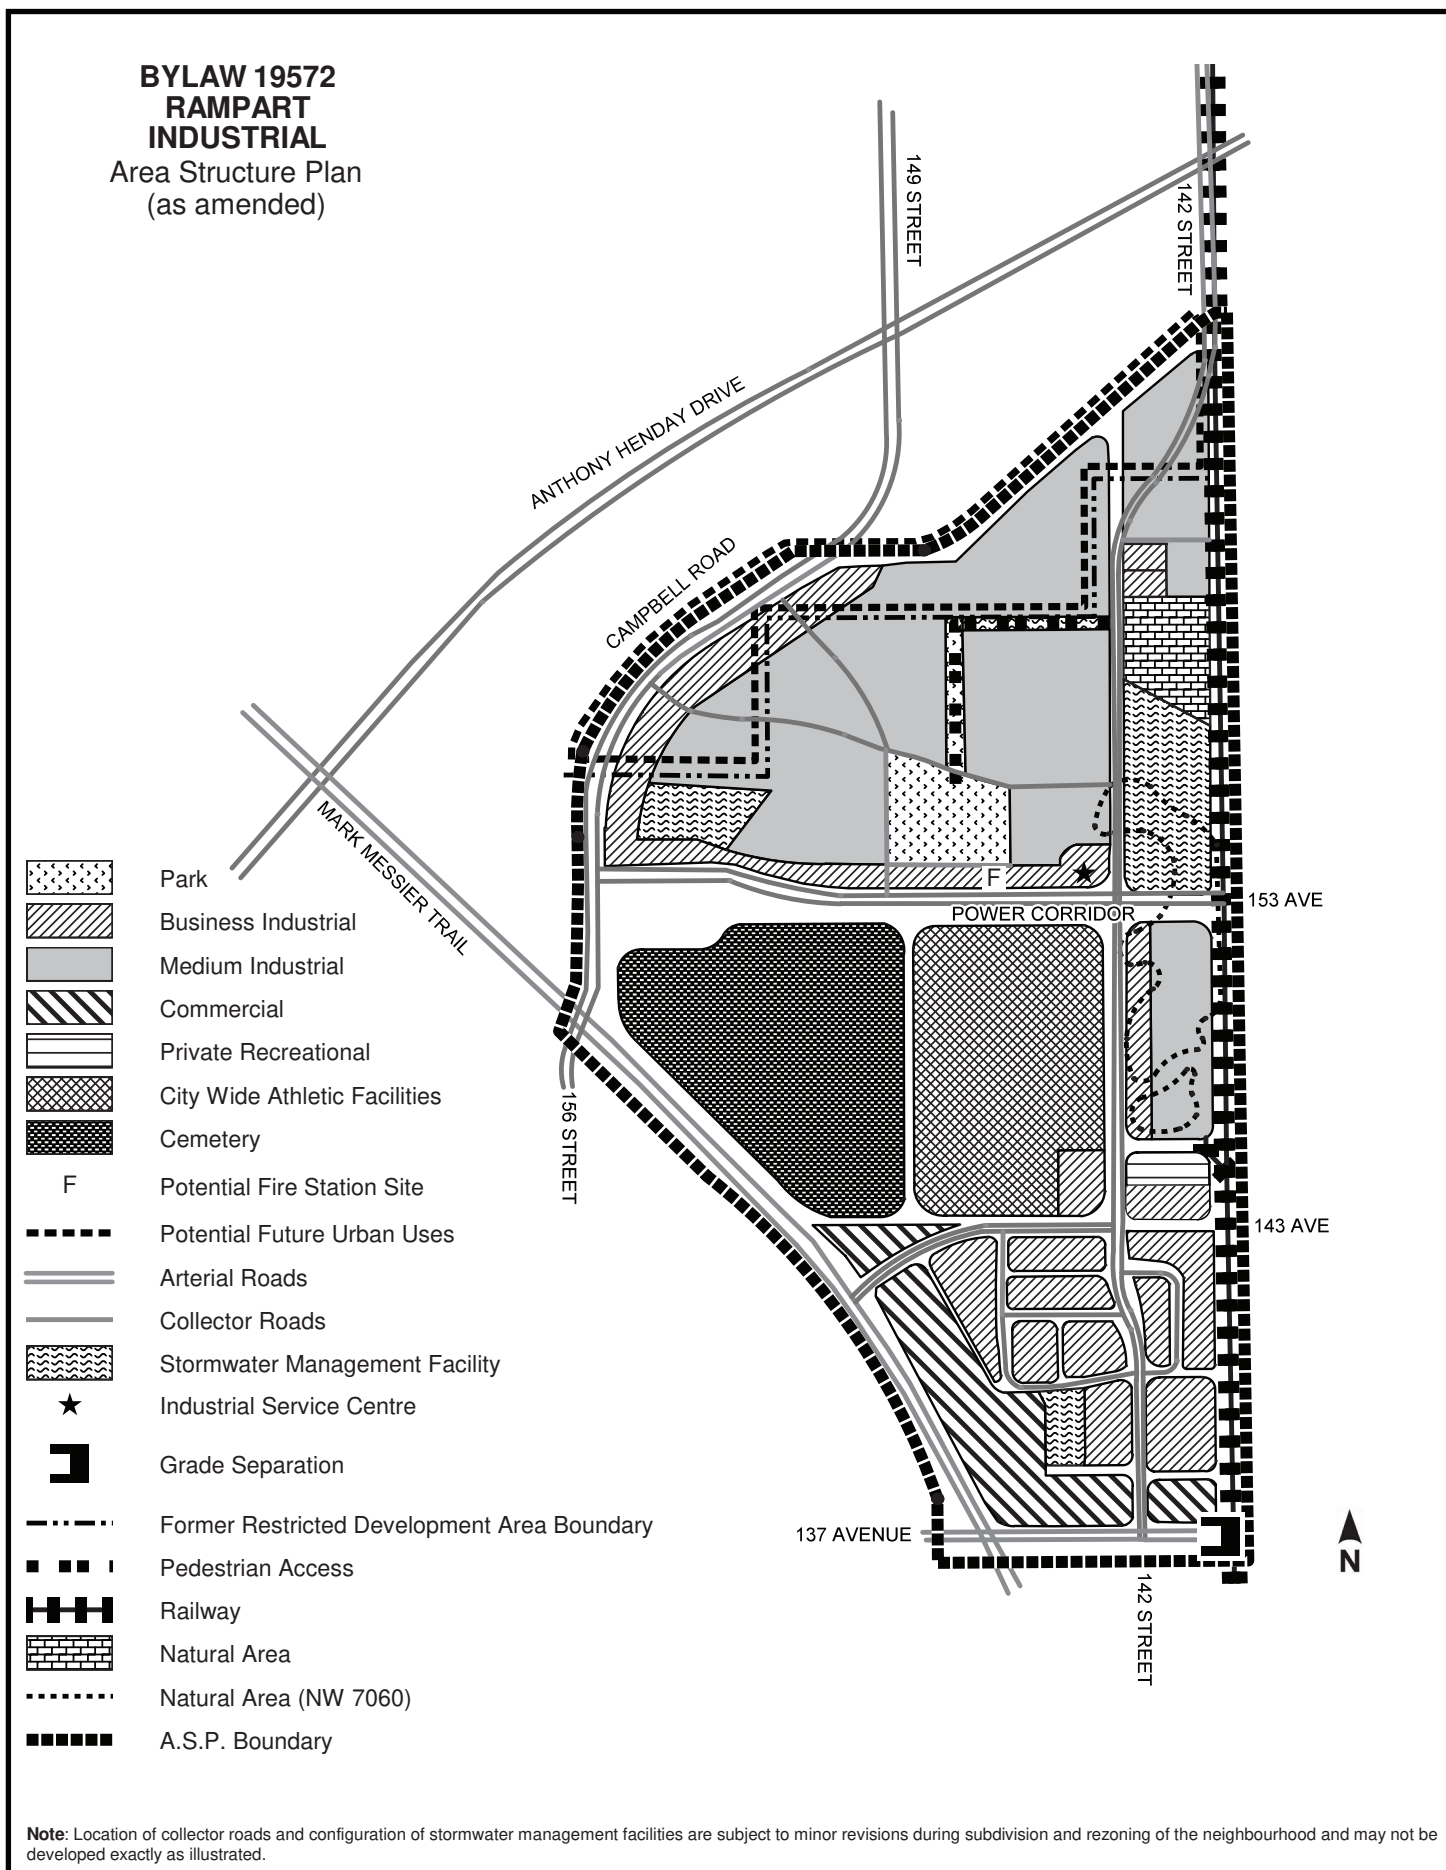 BYLAW 19572
RAMPART
INDUSTRIAL
Area Structure Plan
(as amended)
149 STREET
142 STREET
ANTHONY HENDAY DRIVE
CAMPBELL ROAD
MARK MESSIER TRAIL
F
153 AVE
POWER CORRIDOR
156 STREET
143 AVE
137 AVENUE
142 STREET
N
Park
Business Industrial
Medium Industrial
Commercial
Private Recreational
City Wide Athletic Facilities
Cemetery
F Potential Fire Station Site
Potential Future Urban Uses
Arterial Roads
Collector Roads
Stormwater Management Facility
Industrial Service Centre
Grade Separation
Former Restricted Development Area Boundary
Pedestrian Access
Railway
Natural Area
Natural Area (NW 7060)
A.S.P. Boundary
Note: Location of collector roads and configuration of stormwater management facilities are subject to minor revisions during subdivision and rezoning of the neighbourhood and may not be
developed exactly as illustrated.